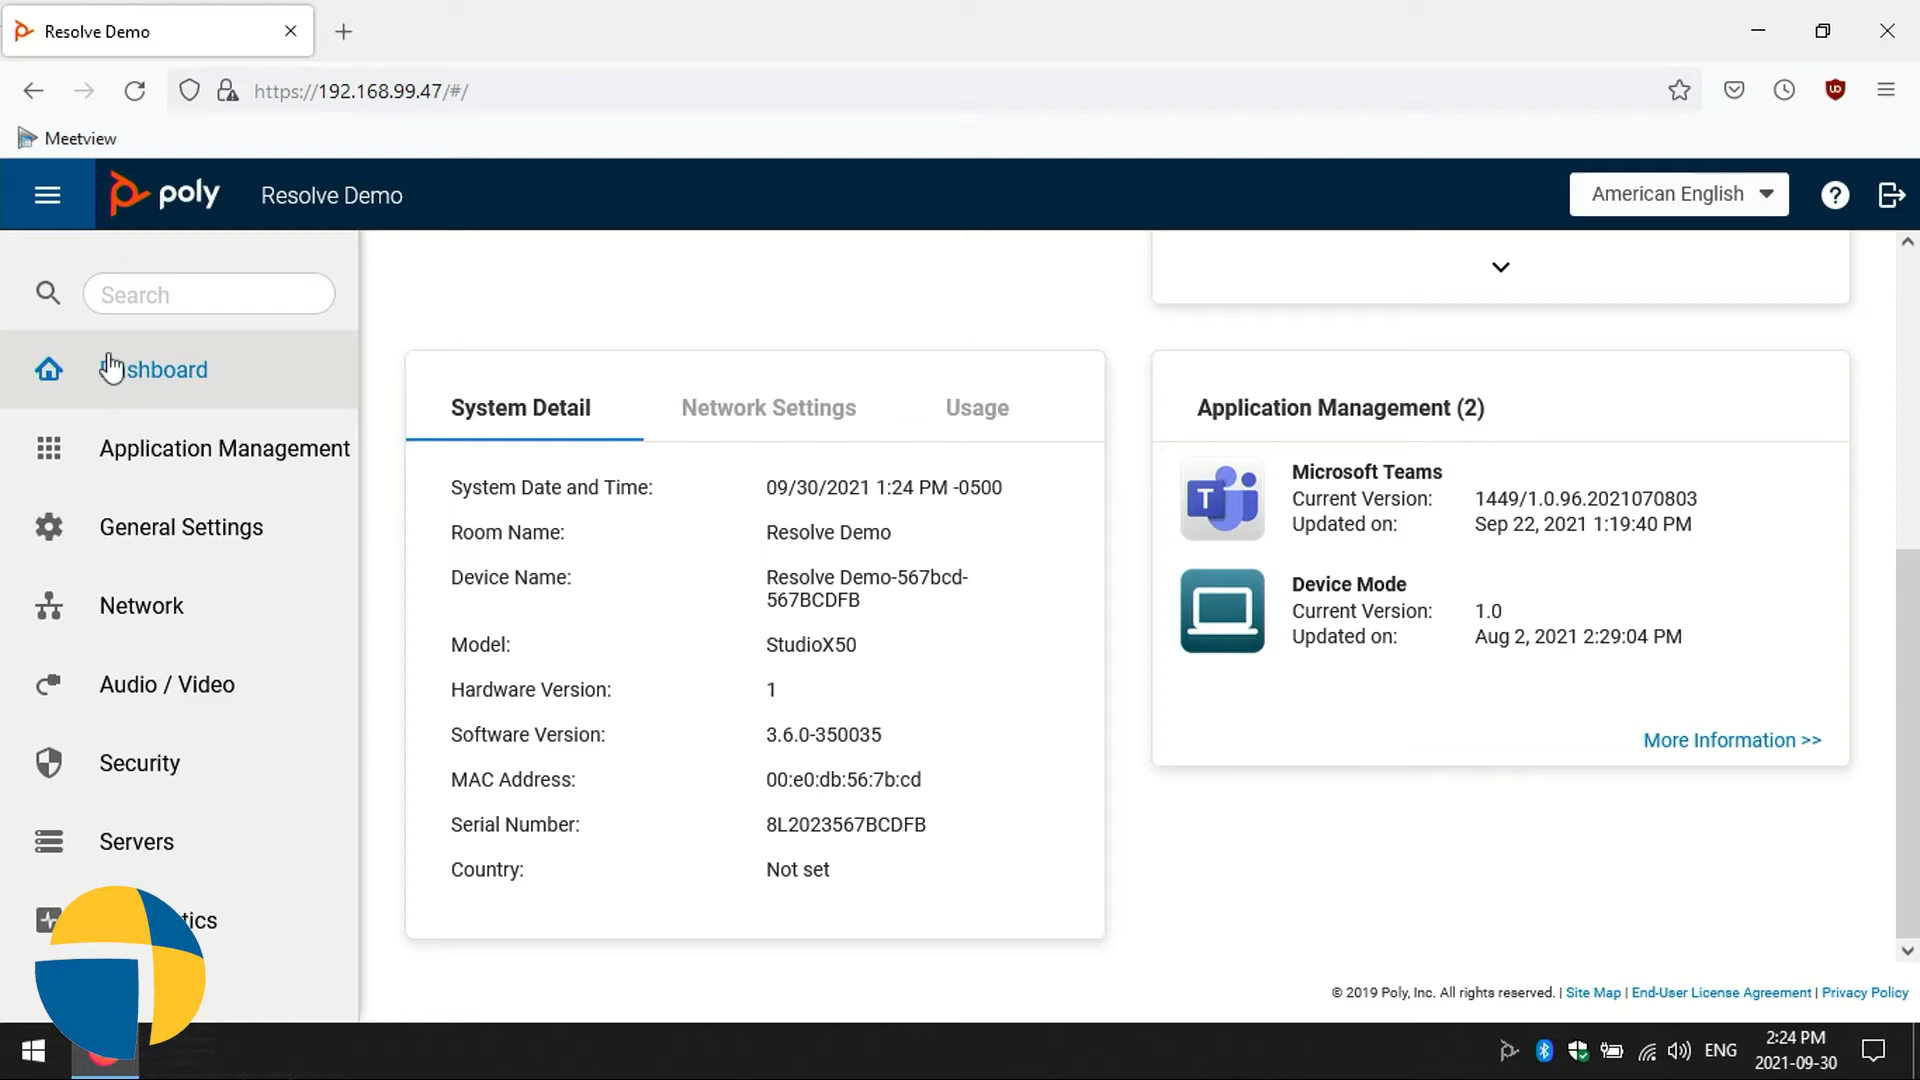 Resolve Demo
https://192.168.99.47/#/
Meetview
poly
Resolve Demo
American English
Search
shboard
Application Management
General Settings
Network
Audio / Video
Security
Servers
tics
System Detail
Network Settings
Usage
System Date and Time: 09/30/2021 1:24 PM -0500
Room Name: Resolve Demo
Device Name: Resolve Demo-567bcd-
567BCDFB
Model: StudioX50
Hardware Version: 1
Software Version: 3.6.0-350035
MAC Address: 00:e0:db:56:7b:cd
Serial Number: 8L2023567BCDFB
Country: Not set
Application Management (2)
T
Microsoft Teams
Current Version: 1449/1.0.96.2021070803
Updated on: Sep 22, 2021 1:19:40 PM
Device Mode
Current Version: 1.0
Updated on: Aug 2, 2021 2:29:04 PM
More Information >>
© 2019 Poly, Inc. All rights reserved. | Site Map | End-User License Agreement | Privacy Policy
ENG
2:24 PM
2021-09-30